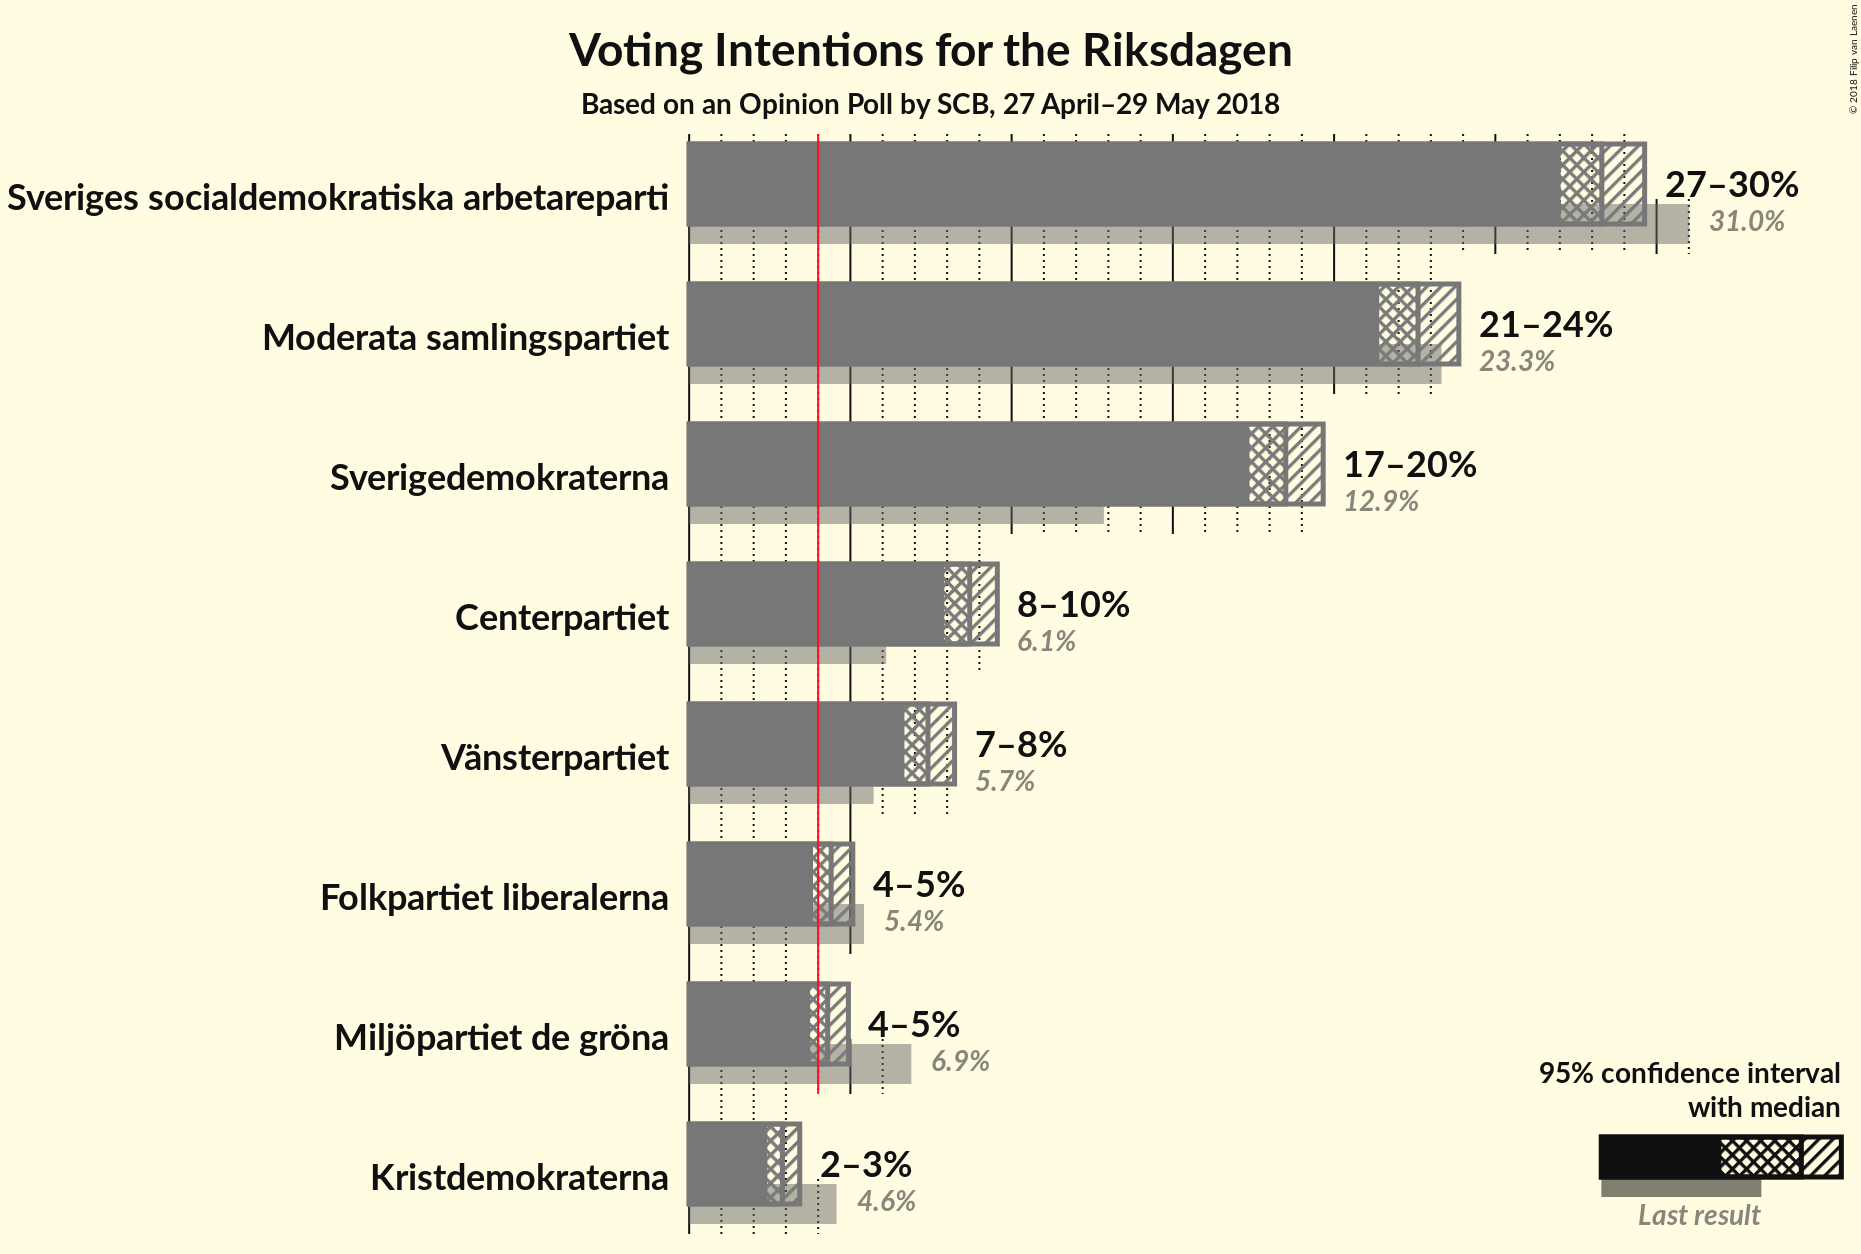 Voting Intentions for the Riksdagen
Based on an Opinion Poll by SCB, 27 April–29 May 2018
© 2018 Filip van Laenen
Sveriges socialdemokratiska arbetareparti
27–30%
31.0%
Moderata samlingspartiet
21–24%
23.3%
Sverigedemokraterna
17–20%
12.9%
Centerpartiet
8–10%
6.1%
Vänsterpartiet
7–8%
5.7%
Folkpartiet liberalerna
4–5%
5.4%
Miljöpartiet de gröna
4–5%
6.9%
Kristdemokraterna
2–3%
4.6%
95% confidence interval
with median
Last result